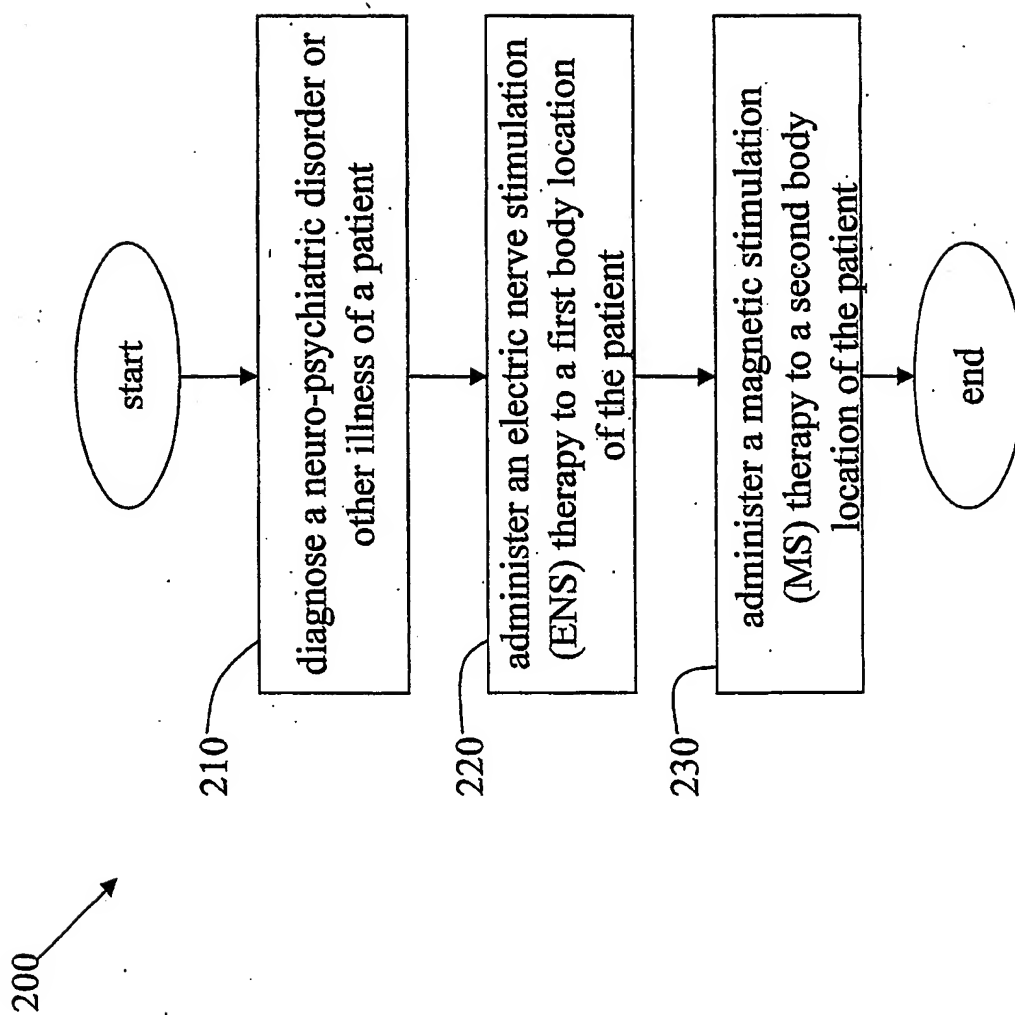 200
start
210
diagnose a neuro-psychiatric disorder or
other illness of a patient
220
administer an electric nerve stimulation
(ENS) therapy to a first body location
of the patient
230
administer a magnetic stimulation
(MS) therapy to a second body
location of the patient
end